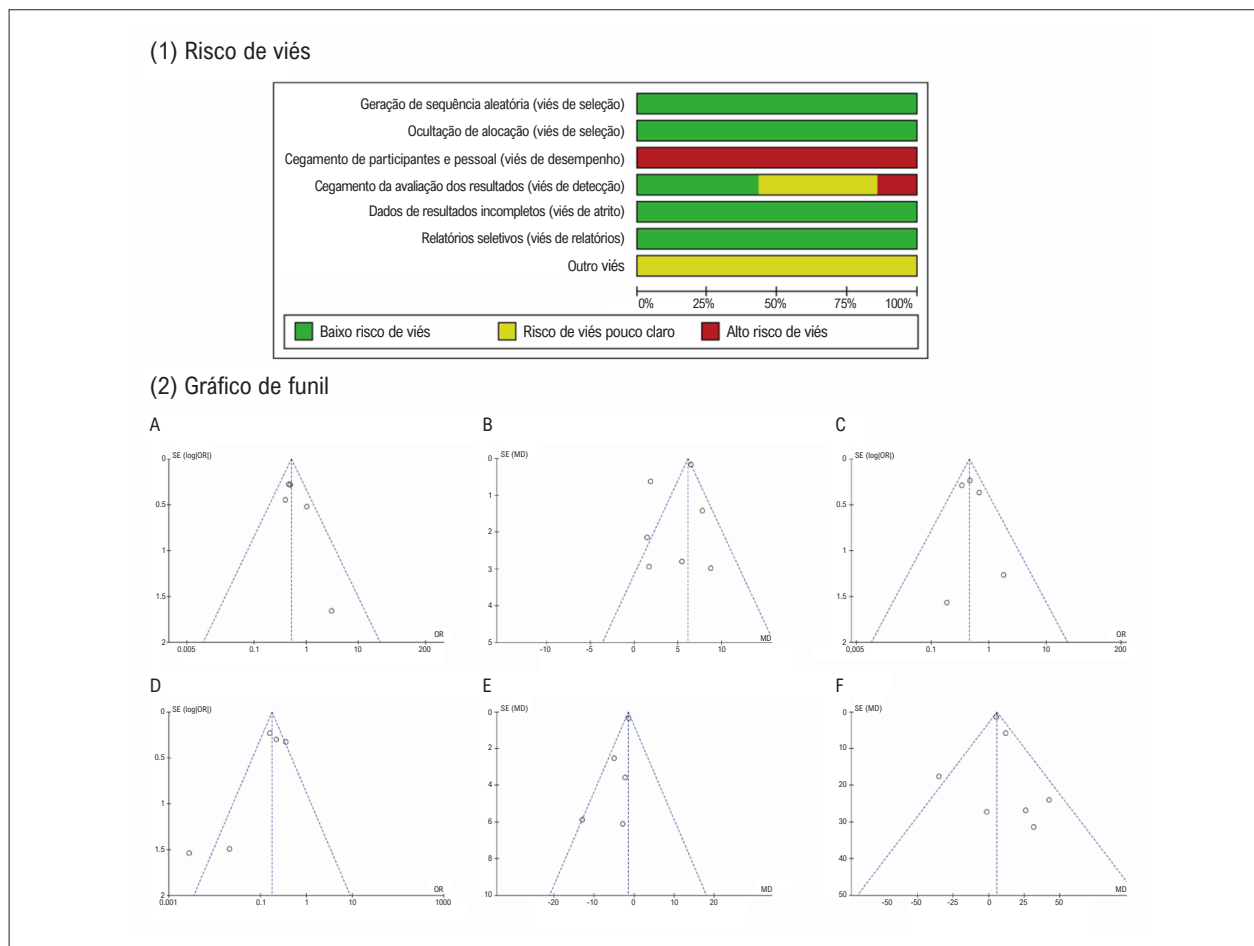 (1) Risco de viés
Geração de sequência aleatória (viés de seleção)
Ocultação de alocação (viés de seleção)
Cegamento de participantes e pessoal (viés de desempenho)
Cegamento da avaliação dos resultados (viés de detecção)
Dados de resultados incompletos (viés de atrito)
Relatórios seletivos (viés de relatórios)
Outro viés
0% 25% 50% 75% 100%
Baixo risco de viés Risco de viés pouco claro Alto risco de viés
(2) Gráfico de funil
A
SE (log|OR|)
0
0.5
1
1.5
2
0.005 0.1 1 10 200
OR
B
SE (MD)
0
1
2
3
4
5
-10 -5 0 5 10
MD
C
SE (log|OR|)
0
0.5
1
1.5
2
0,005 0.1 1 10 200
OR
D
SE (log|OR|)
0
0.5
1
1.5
2
0.001 0.1 1 10 1000
OR
E
SE (MD)
0
2
4
6
8
10
-20 -10 0 10 20
MD
F
SE (MD)
0
10
20
30
40
50
-50 -25 0 25 50
MD